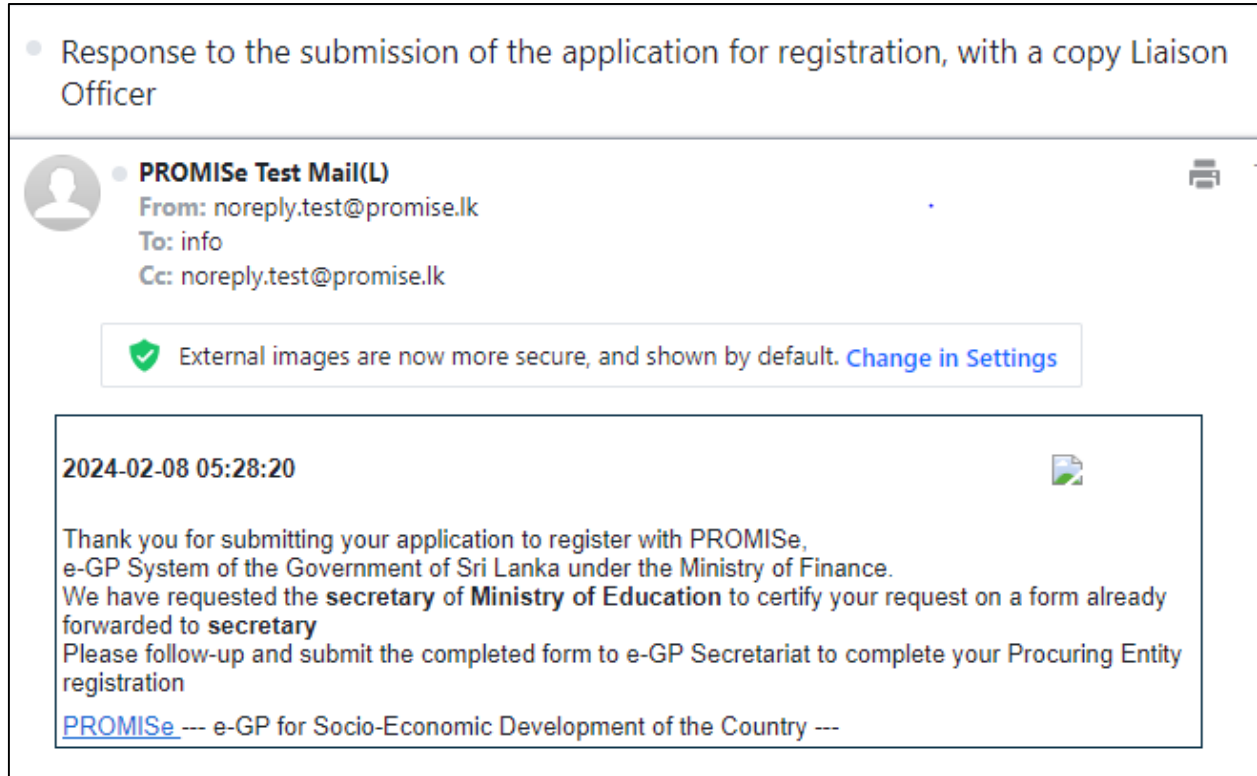 Response to the submission of the application for registration, with a copy Liaison
Officer
PROMISe Test Mail(L)
From: noreply.test@promise.lk
To: info
Cc: noreply.test@promise.lk
External images are now more secure, and shown by default. Change in Settings
2024-02-08 05:28:20
Thank you for submitting your application to register with PROMISe,
e-GP System of the Government of Sri Lanka under the Ministry of Finance.
We have requested the secretary of Ministry of Education to certify your request on a form already
forwarded to secretary
Please follow-up and submit the completed form to e-GP Secretariat to complete your Procuring Entity
registration
PROMISe --- e-GP for Socio-Economic Development of the Country ---